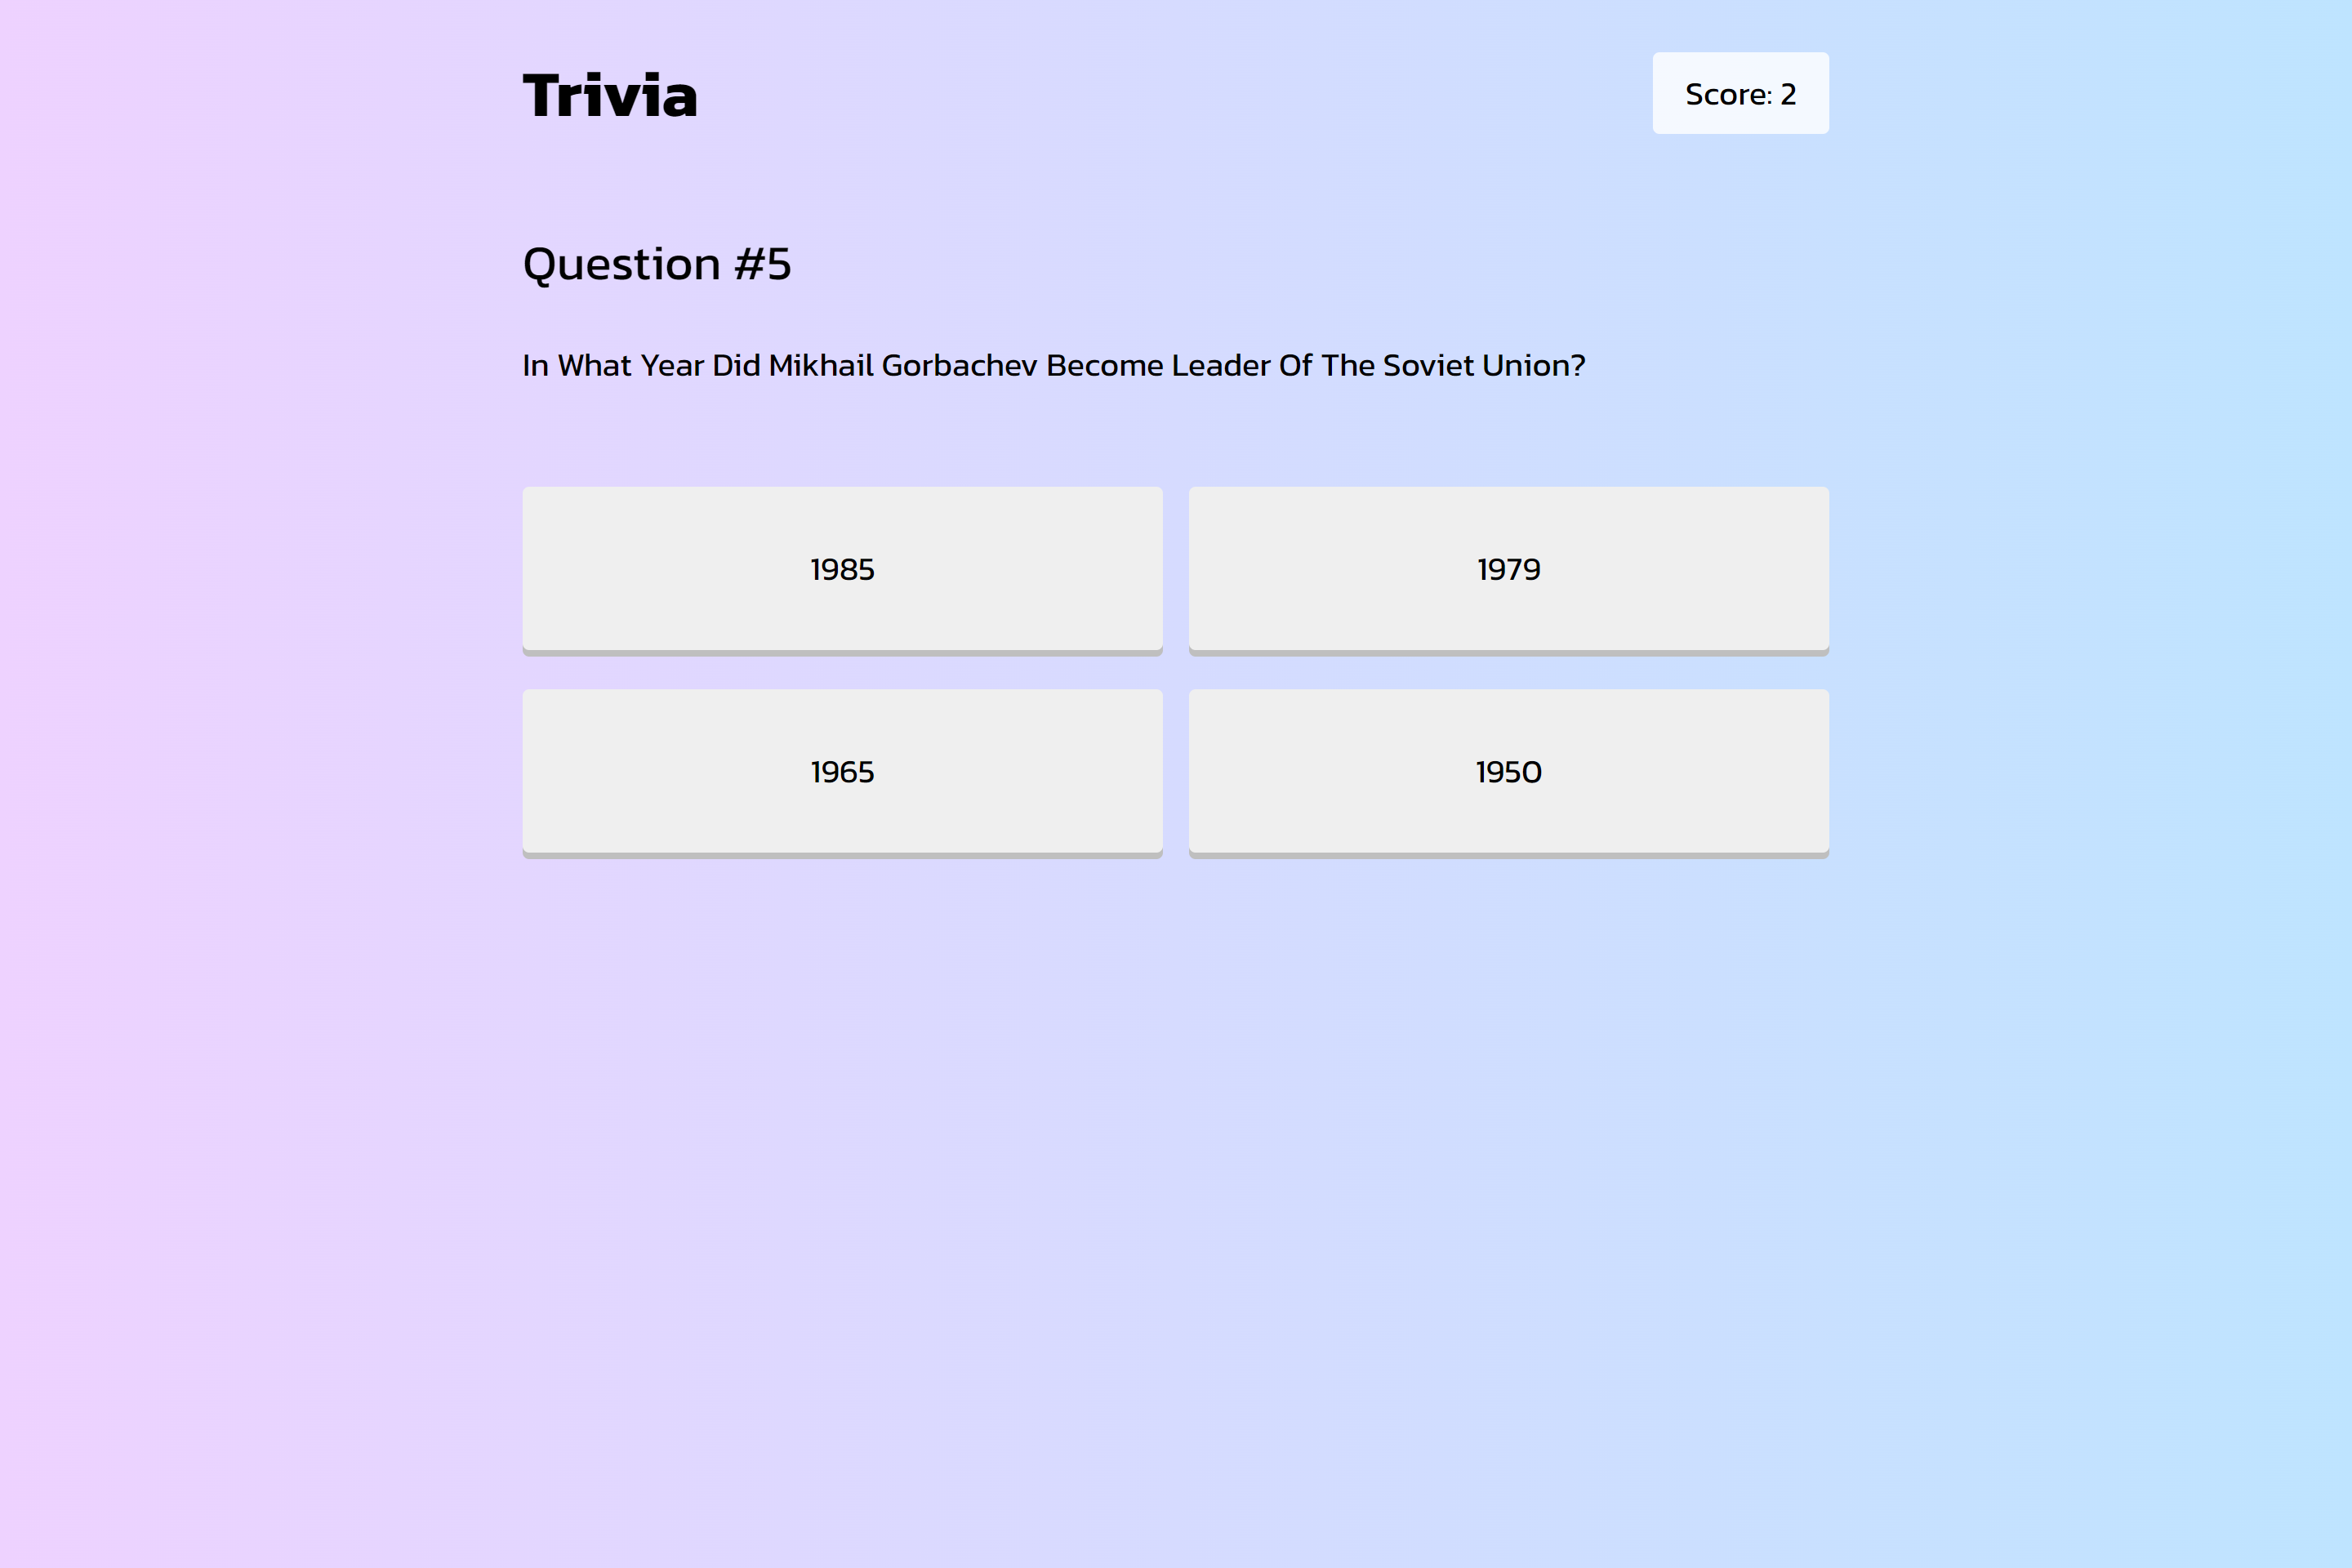 Trivia
Score: 2
Question #5
In What Year Did Mikhail Gorbachev Become Leader Of The Soviet Union?
1985
1979
1965
1950